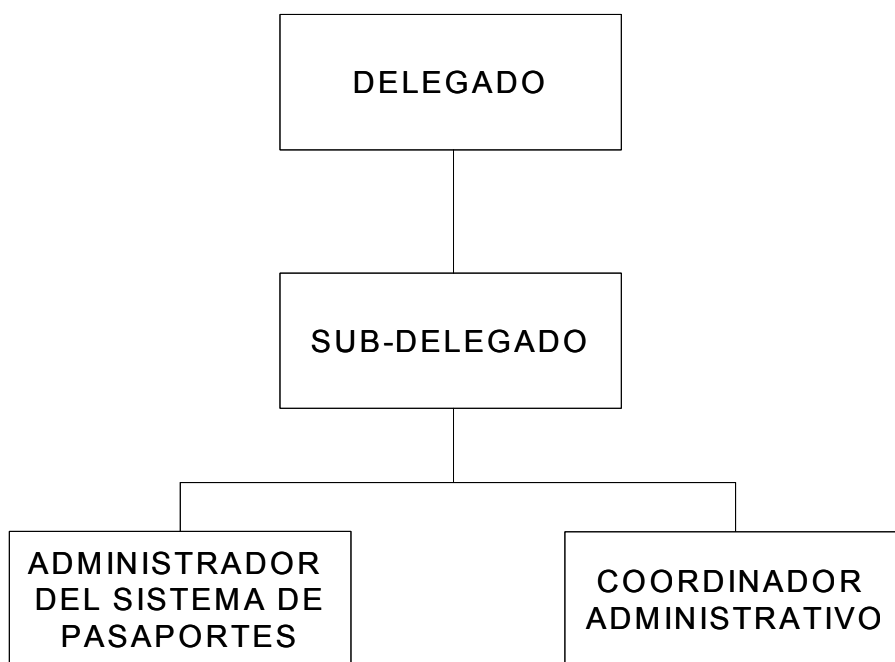 DELEGADO
SUB-DELEGADO
ADMINISTRADOR
DEL SISTEMA DE
PASAPORTES
COORDINADOR
ADMINISTRATIVO